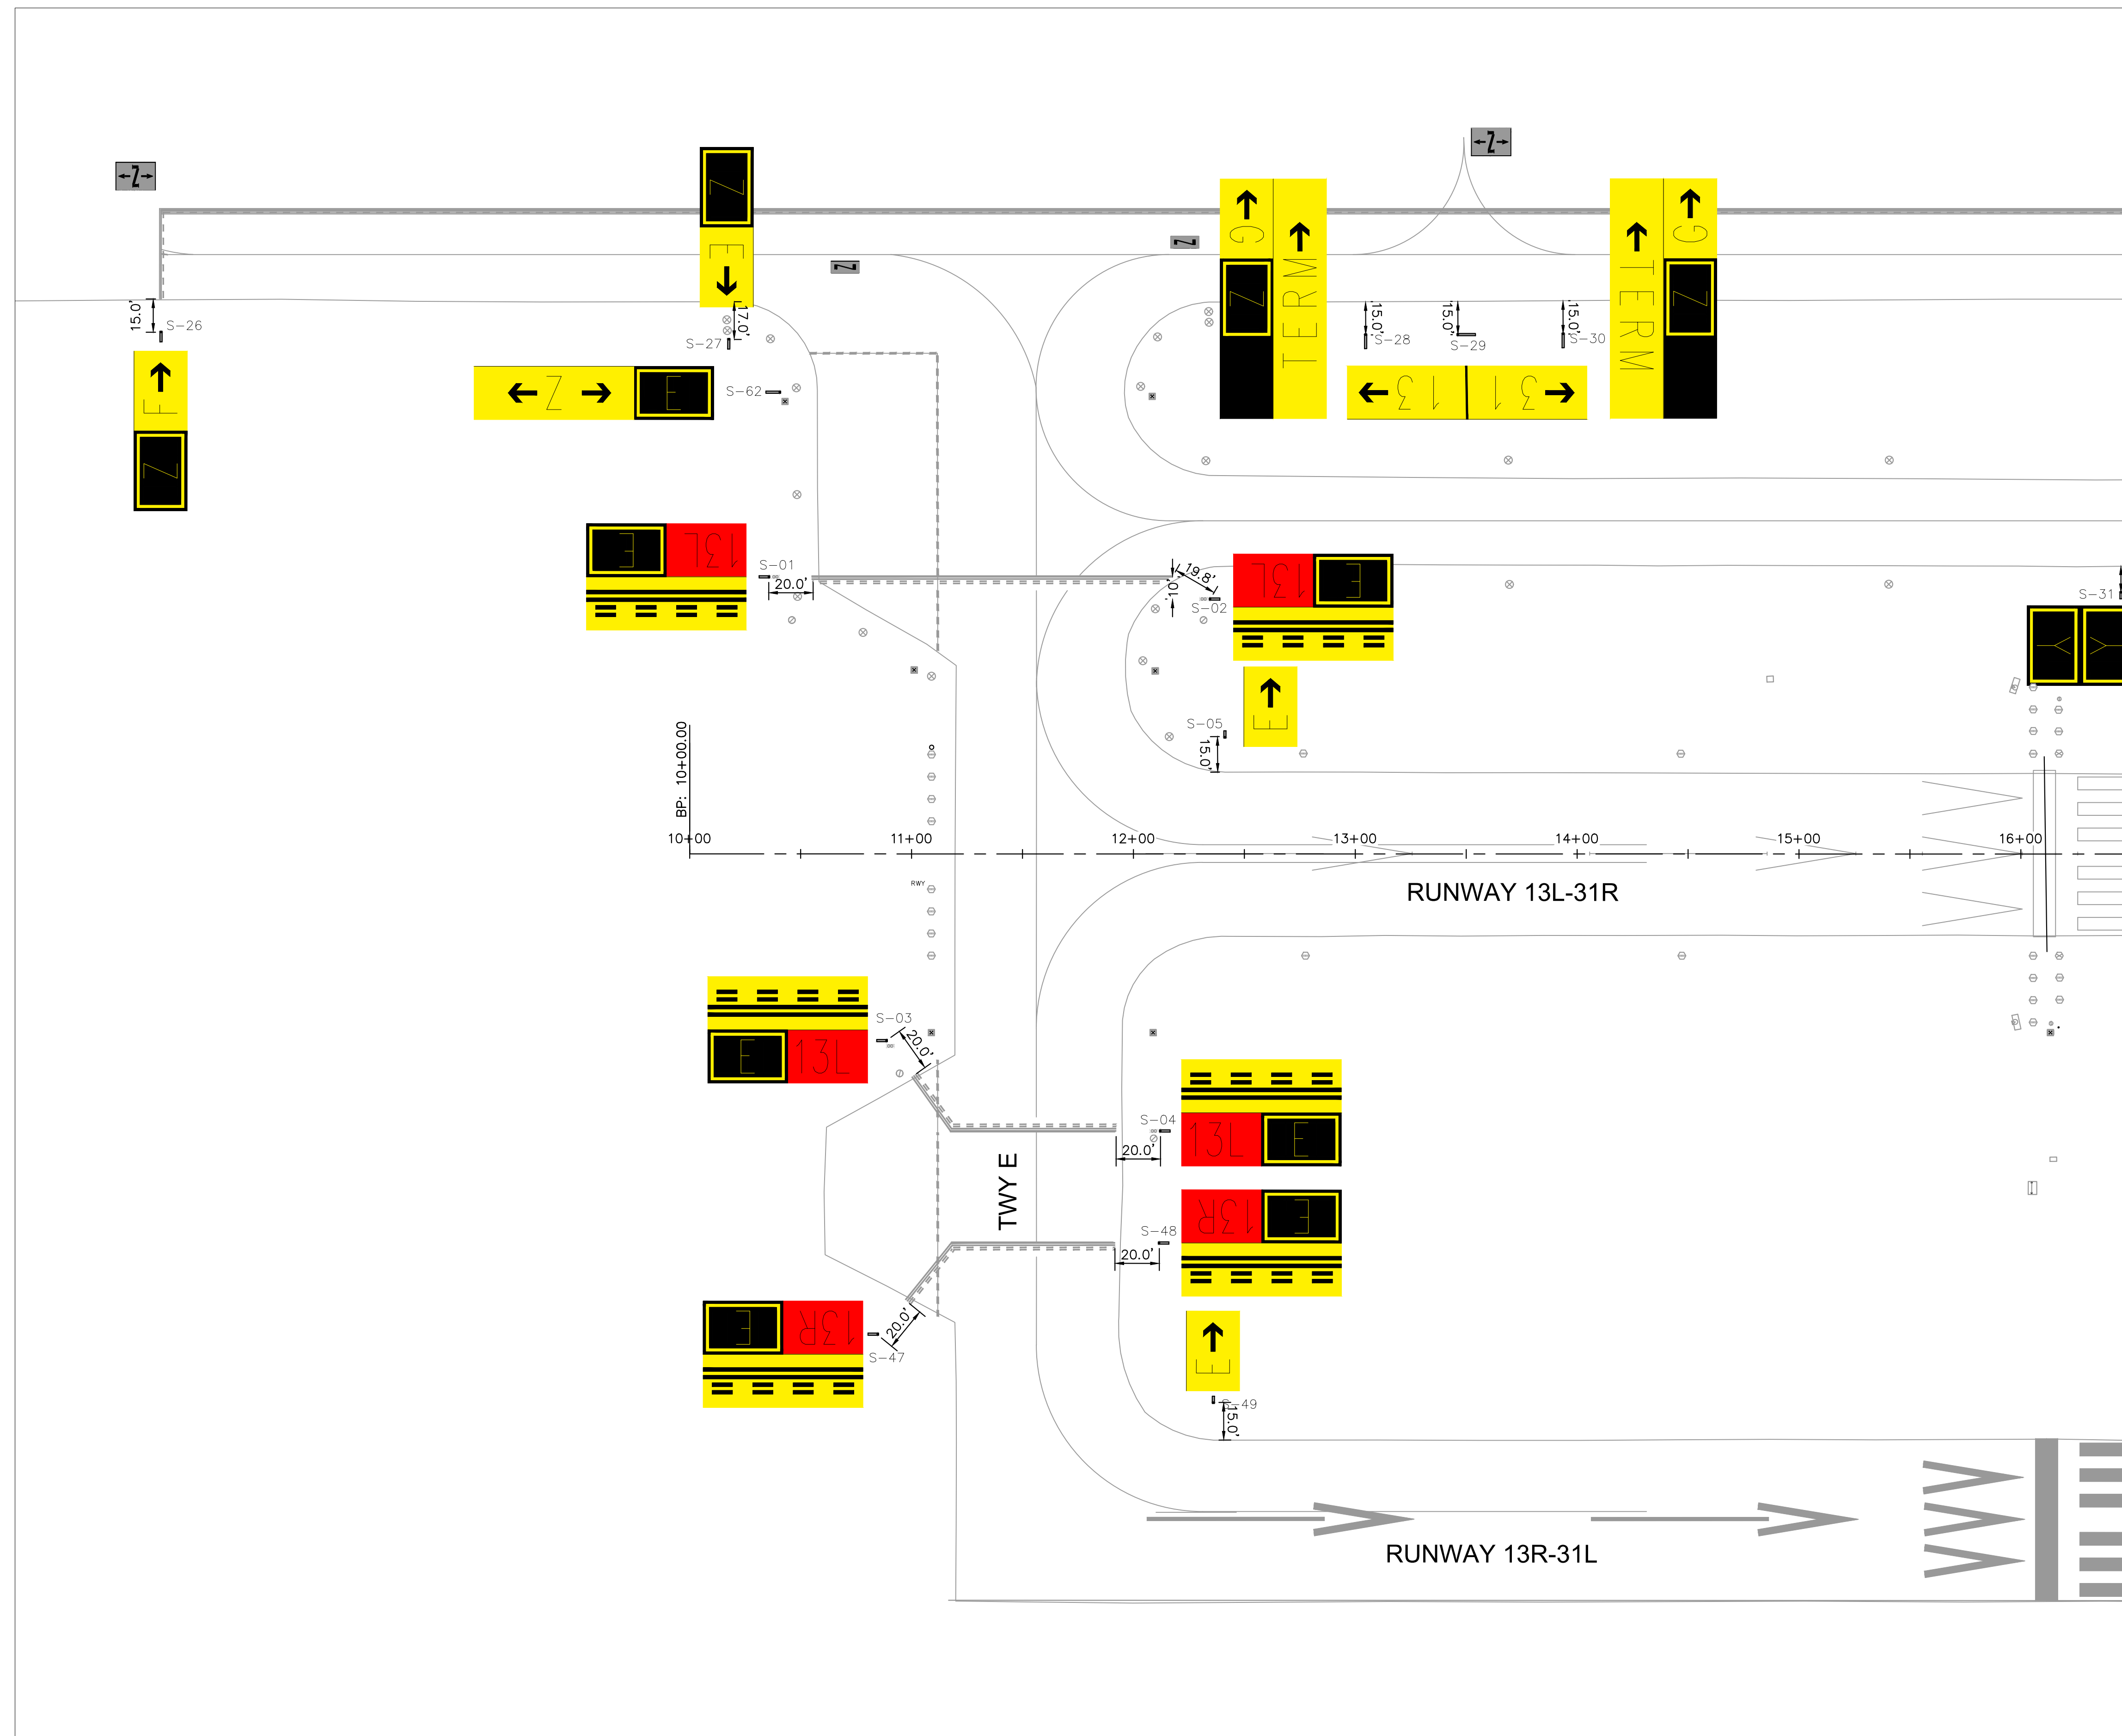 Z
Z
Z
E
Z
Z
G
Z
TERM
TERM
G
Z
15.0'
S-26
E
Z
17.0'
S-27
Z E
S-62
15.0'
S-28
15.0'
S-29
15.0'
S-30
13 31
E 13L
S-01
20.0'
10'
19.8'
S-02
13L E
S-31
Y Y
E
S-05
15.0'
BP: 10+00.00
10+00 11+00 12+00 13+00 14+00 15+00 16+00
RWY
RUNWAY 13L-31R
S-03
20.0'
E 13L
S-04
20.0'
13L E
TWY E
13R E
S-48
20.0'
E 13R
20.0'
S-47
E
S-49
15.0'
RUNWAY 13R-31L